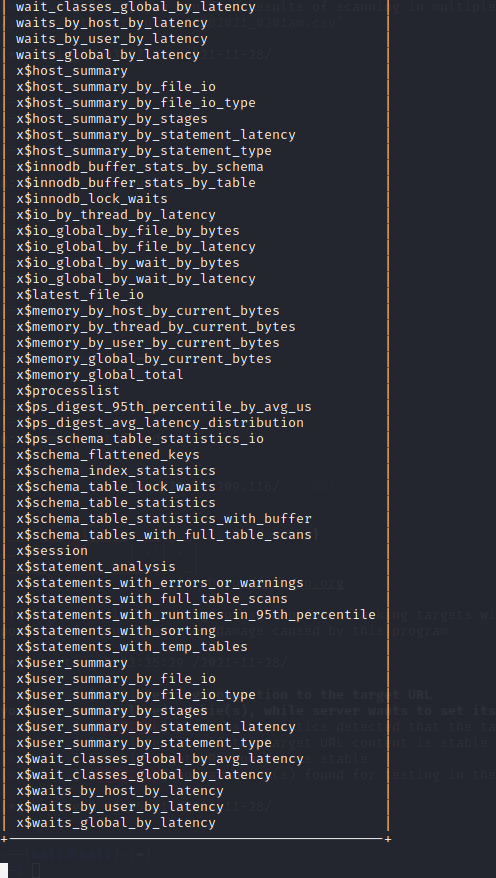 wait_classes_global_by_latency
waits_by_host_by_latency
waits_by_user_by_latency
waits_global_by_latency
x$host_summary
x$host_summary_by_file_io
x$host_summary_by_file_io_type
x$host_summary_by_stages
x$host_summary_by_statement_latency
x$host_summary_by_statement_type
x$innodb_buffer_stats_by_schema
x$innodb_buffer_stats_by_table
x$innodb_lock_waits
x$io_by_thread_by_latency
x$io_global_by_file_by_bytes
x$io_global_by_file_by_latency
x$io_global_by_wait_by_bytes
x$io_global_by_wait_by_latency
x$latest_file_io
x$memory_by_host_by_current_bytes
x$memory_by_thread_by_current_bytes
x$memory_by_user_by_current_bytes
x$memory_global_by_current_bytes
x$memory_global_total
x$processlist
x$ps_digest_95th_percentile_by_avg_us
x$ps_digest_avg_latency_distribution
x$ps_schema_table_statistics_io
x$schema_flattened_keys
x$schema_index_statistics
x$schema_table_lock_waits
x$schema_table_statistics
x$schema_table_statistics_with_buffer
x$schema_tables_with_full_table_scans
x$session
x$statement_analysis
x$statements_with_errors_or_warnings
x$statements_with_full_table_scans
x$statements_with_runtimes_in_95th_percentile
x$statements_with_sorting
x$statements_with_temp_tables
x$user_summary
x$user_summary_by_file_io
x$user_summary_by_file_io_type
x$user_summary_by_stages
x$user_summary_by_statement_latency
x$user_summary_by_statement_type
x$wait_classes_global_by_avg_latency
x$wait_classes_global_by_latency
x$waits_by_host_by_latency
x$waits_by_user_by_latency
x$waits_global_by_latency